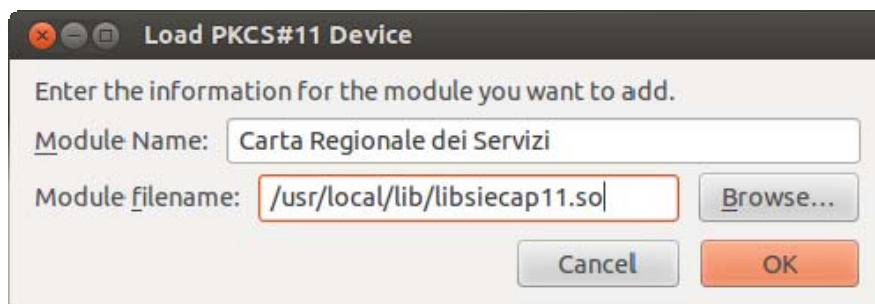 Load PKCS#11 Device
Enter the information for the module you want to add.
Module Name: Carta Regionale dei Servizi
Module filename: /usr/local/lib/libsiecap11.so Browse...
Cancel OK